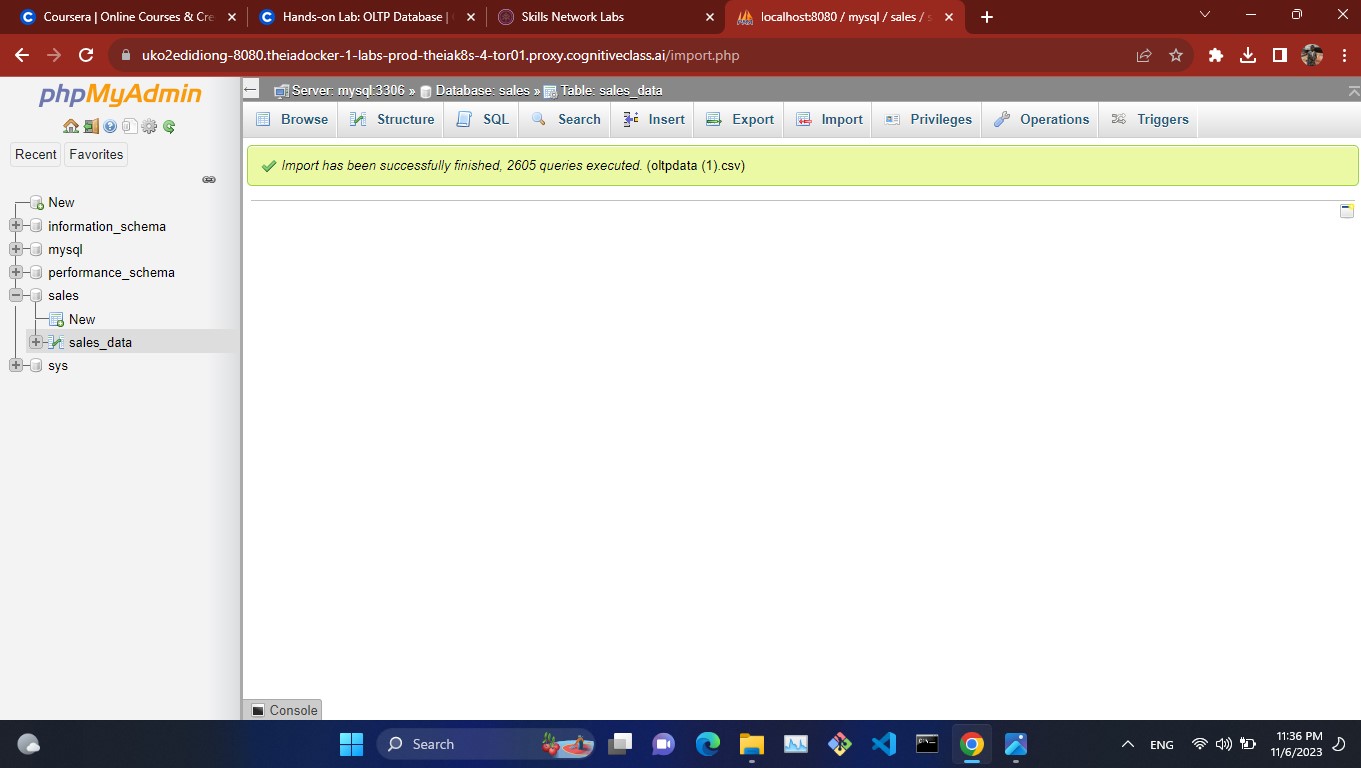 Coursera | Online Courses & Cre
Hands-on Lab: OLTP Database |
Skills Network Labs
localhost:8080 / mysql / sales / s
uko2edidiong-8080.theiadocker-1-labs-prod-theiak8s-4-tor01.proxy.cognitiveclass.ai/import.php
phpMyAdmin
Recent Favorites
New
information_schema
mysql
performance_schema
sales
New
sales_data
sys
Server: mysql:3306 » Database: sales » Table: sales_data
Browse Structure SQL Search Insert Export Import Privileges Operations Triggers
Import has been successfully finished, 2605 queries executed. (oltpdata (1).csv)
Console
Search
ENG
11:36 PM
11/6/2023